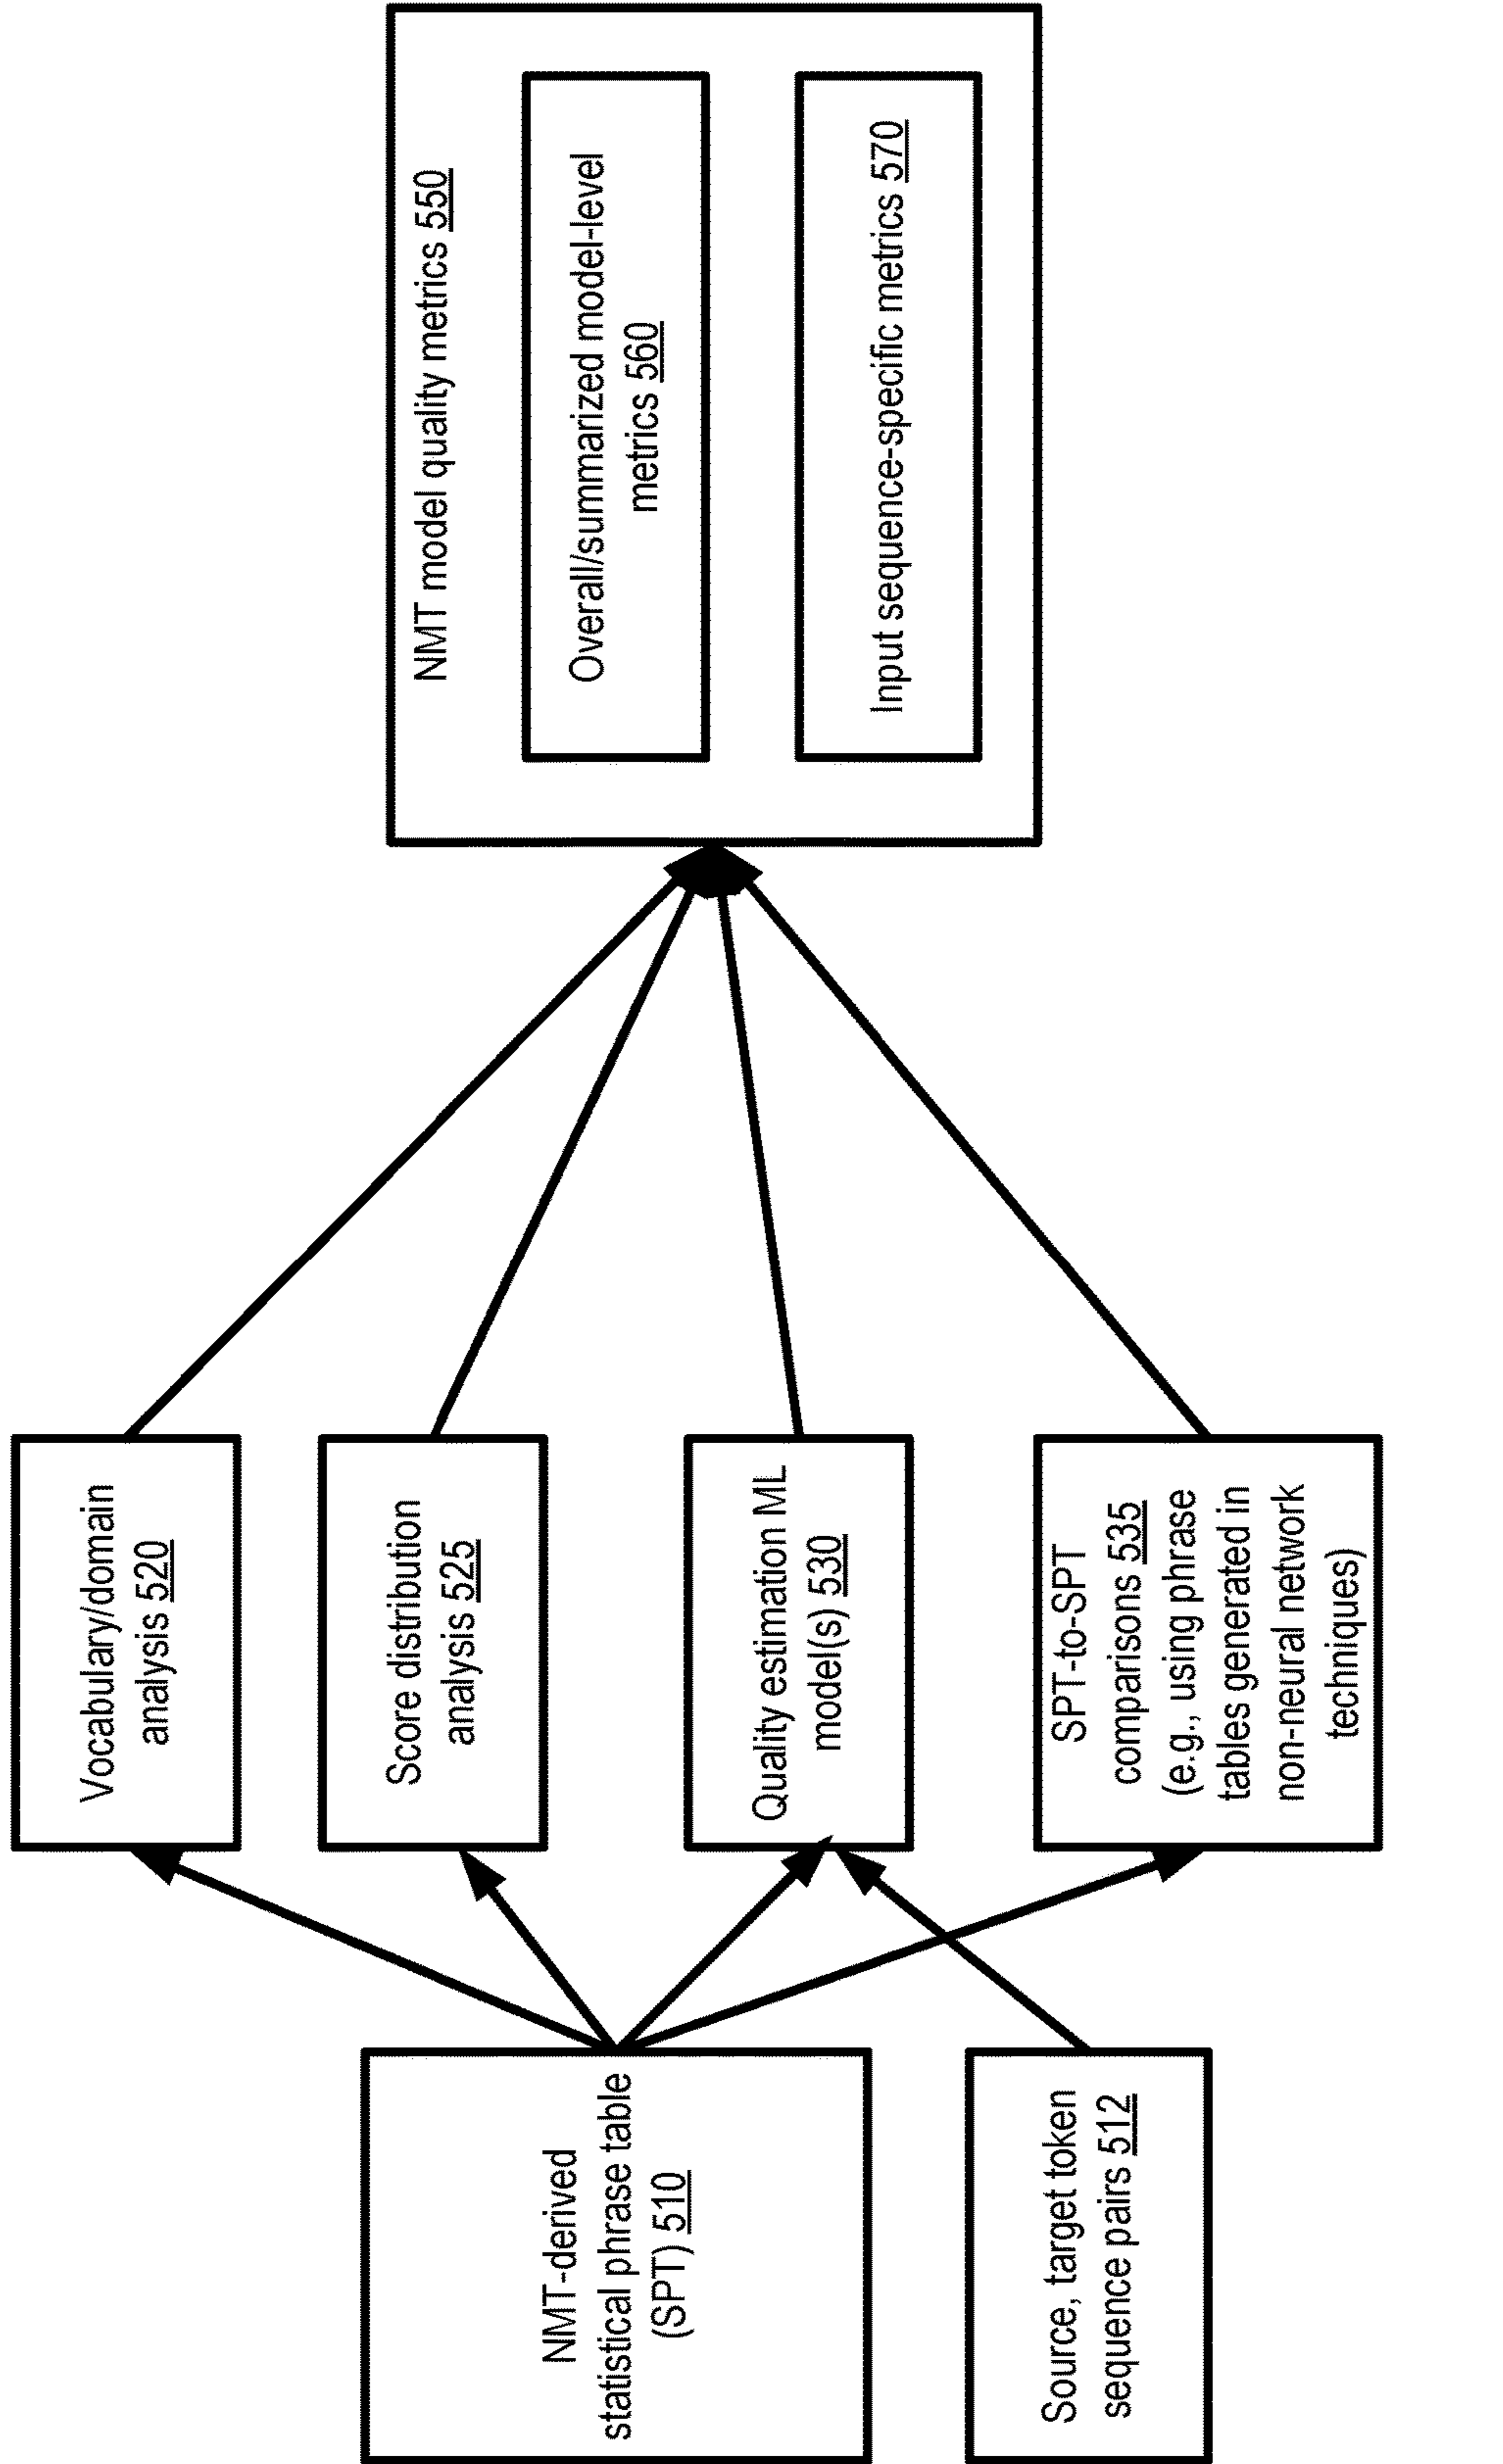 NMT-derived
statistical phrase table
(SPT) 510
Source, target token
sequence pairs 512
Vocabulary/domain
analysis 520
Score distribution
analysis 525
Quality estimation ML
model(s) 530
SPT-to-SPT
comparisons 535
(e.g., using phrase
tables generated in
non-neural network
techniques)
NMT model quality metrics 550
Overall/summarized model-level
metrics 560
Input sequence-specific metrics 570